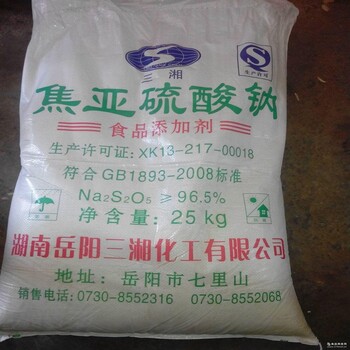 三湘
生产许可
焦亚硫酸钠
食品添加剂
生产许可证：XK13-217-00018
符合GB1893-2008标准
Na₂S₂O₅ ≥ 96.5%
净含量：25 kg
湖南岳阳三湘化工有限公司
地址：岳阳市七里山
销售电话：0730-8552316 0730-8552068